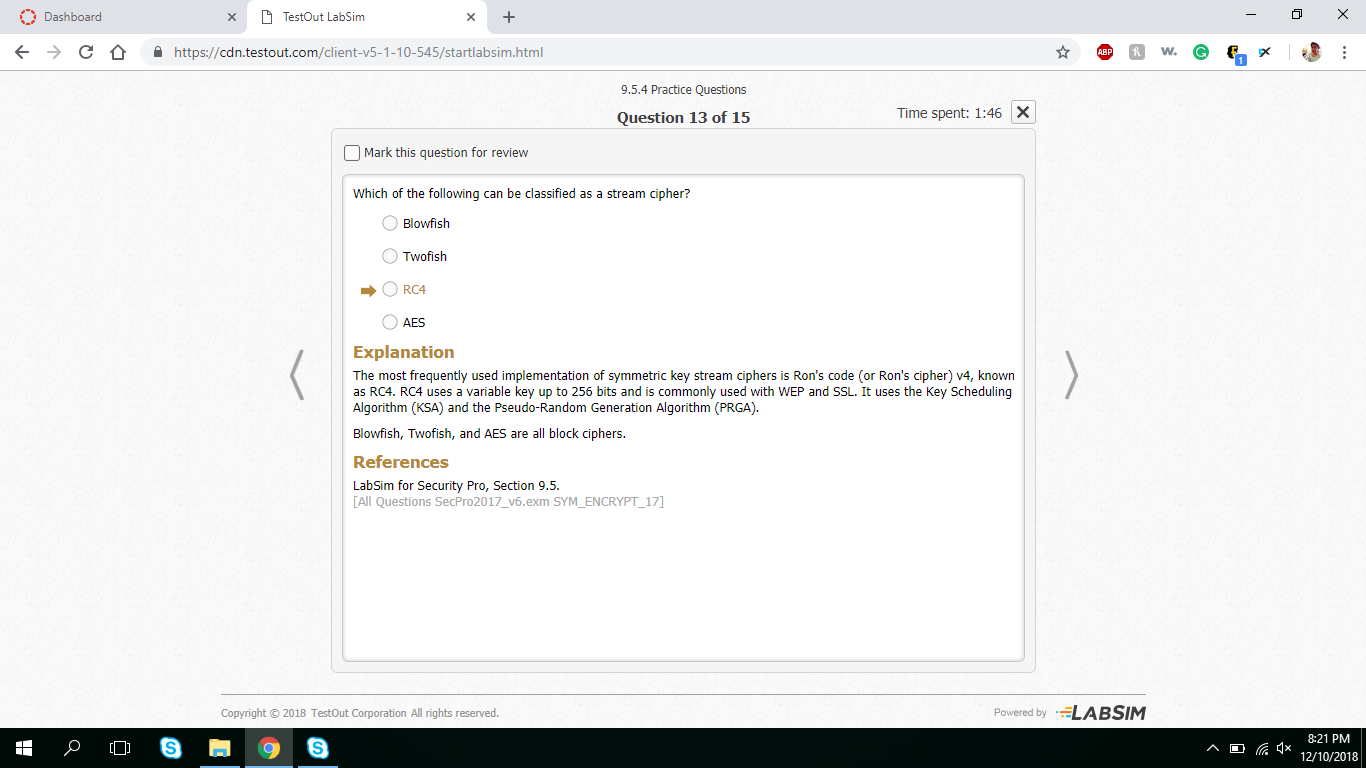 Dashboard
TestOut LabSim
https://cdn.testout.com/client-v5-1-10-545/startlabsim.html
ABP
w.
1
9.5.4 Practice Questions
Question 13 of 15
Time spent: 1:46
Mark this question for review
Which of the following can be classified as a stream cipher?
Blowfish
Twofish
RC4
AES
Explanation
The most frequently used implementation of symmetric key stream ciphers is Ron's code (or Ron's cipher) v4, known
as RC4. RC4 uses a variable key up to 256 bits and is commonly used with WEP and SSL. It uses the Key Scheduling
Algorithm (KSA) and the Pseudo-Random Generation Algorithm (PRGA).
Blowfish, Twofish, and AES are all block ciphers.
References
LabSim for Security Pro, Section 9.5.
[All Questions SecPro2017_v6.exm SYM_ENCRYPT_17]
Copyright © 2018 TestOut Corporation All rights reserved.
Powered by LABSIM
8:21 PM
12/10/2018